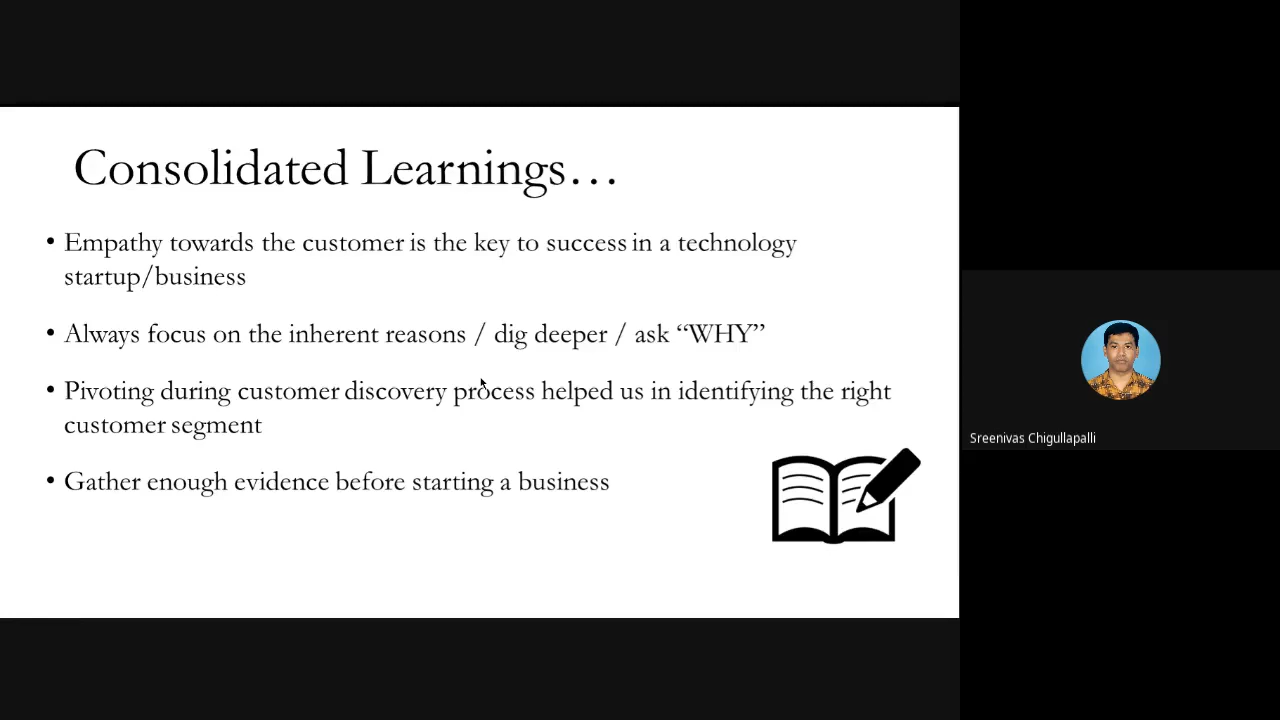 Consolidated Learnings…
• Empathy towards the customer is the key to success in a technology
startup/business
• Always focus on the inherent reasons / dig deeper / ask “WHY”
• Pivoting during customer discovery process helped us in identifying the right
customer segment
• Gather enough evidence before starting a business
Sreenivas Chigullapalli